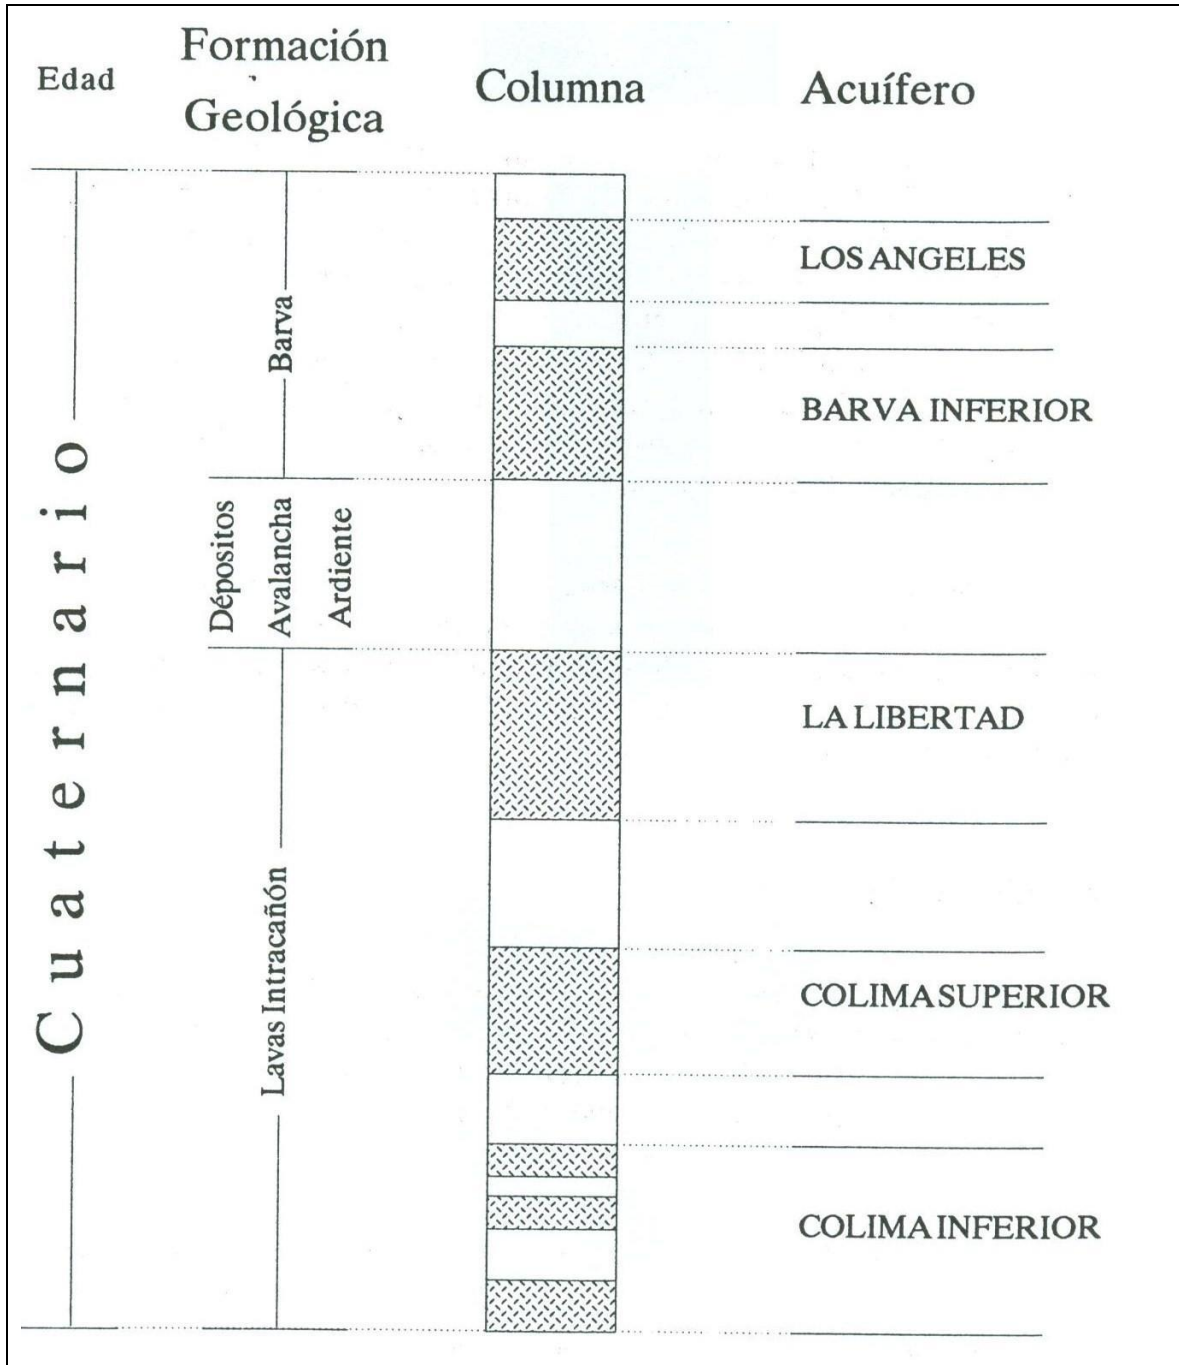 Edad
Formación
Geológica
Columna
Acuífero
Cuaternario
Barva
Dépositos
Avalancha
Ardiente
Lavas Intracañón
LOS ANGELES
BARVA INFERIOR
LA LIBERTAD
COLIMA SUPERIOR
COLIMA INFERIOR